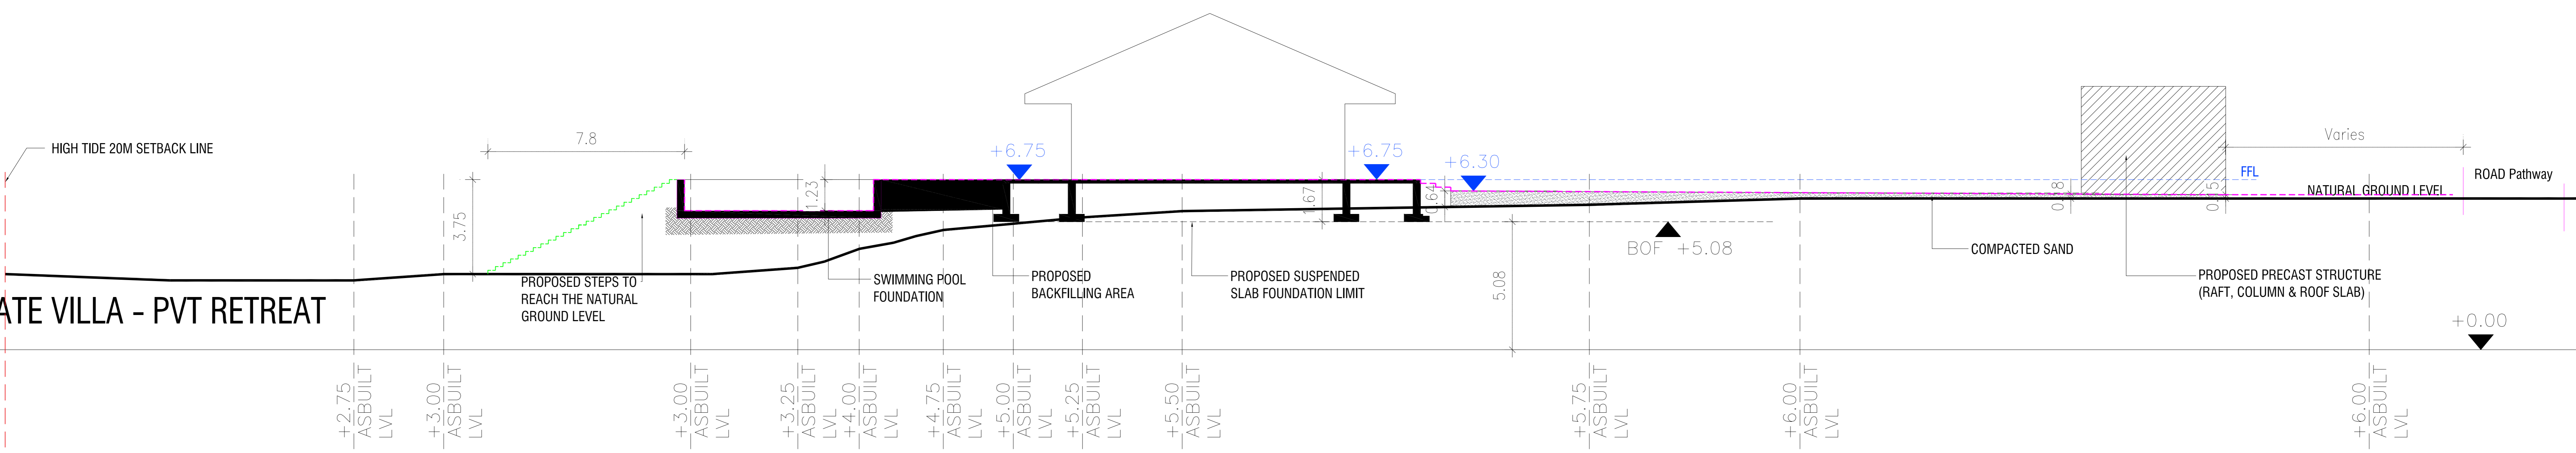 HIGH TIDE 20M SETBACK LINE
7.8
+6.75
+6.75
+6.30
Varies
FFL
ROAD Pathway
NATURAL GROUND LEVEL
3.75
1.23
1.67
0.64
0.18
0.15
BOF +5.08
COMPACTED SAND
PROPOSED STEPS TO
REACH THE NATURAL
GROUND LEVEL
SWIMMING POOL
FOUNDATION
PROPOSED
BACKFILLING AREA
PROPOSED SUSPENDED
SLAB FOUNDATION LIMIT
5.08
PROPOSED PRECAST STRUCTURE
(RAFT, COLUMN & ROOF SLAB)
ATE VILLA - PVT RETREAT
+0.00
+2.75
ASBUILT
LVL
+3.00
ASBUILT
LVL
+3.00
ASBUILT
LVL
+3.25
ASBUILT
LVL
+4.00
ASBUILT
LVL
+4.75
ASBUILT
LVL
+5.00
ASBUILT
LVL
+5.25
ASBUILT
LVL
+5.50
ASBUILT
LVL
+5.75
ASBUILT
LVL
+6.00
ASBUILT
LVL
+6.00
ASBUILT
LVL